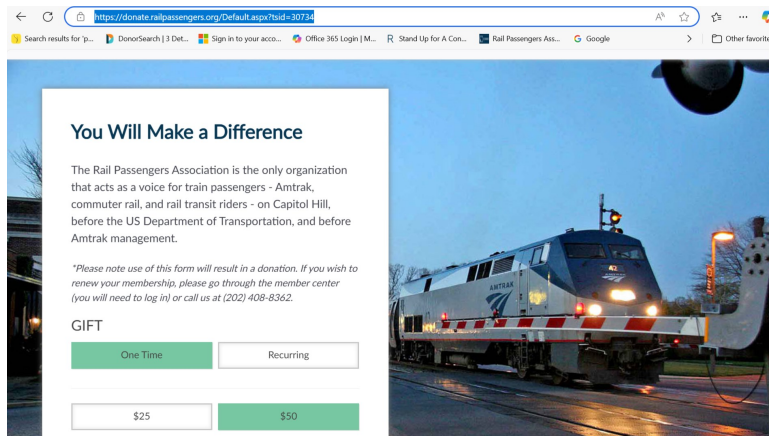 https://donate.railpassengers.org/Default.aspx?tsid=30734
Search results for 'p... DonorSearch | 3 Det... Sign in to your acco... Office 365 Login | M... R Stand Up for A Con... Rail Passengers Ass... G Google Other favorite
You Will Make a Difference
The Rail Passengers Association is the only organization
that acts as a voice for train passengers - Amtrak,
commuter rail, and rail transit riders - on Capitol Hill,
before the US Department of Transportation, and before
Amtrak management.
*Please note use of this form will result in a donation. If you wish to
renew your membership, please go through the member center
(you will need to log in) or call us at (202) 408-8362.
GIFT
One Time Recurring
$25 $50
42
AMTRAK